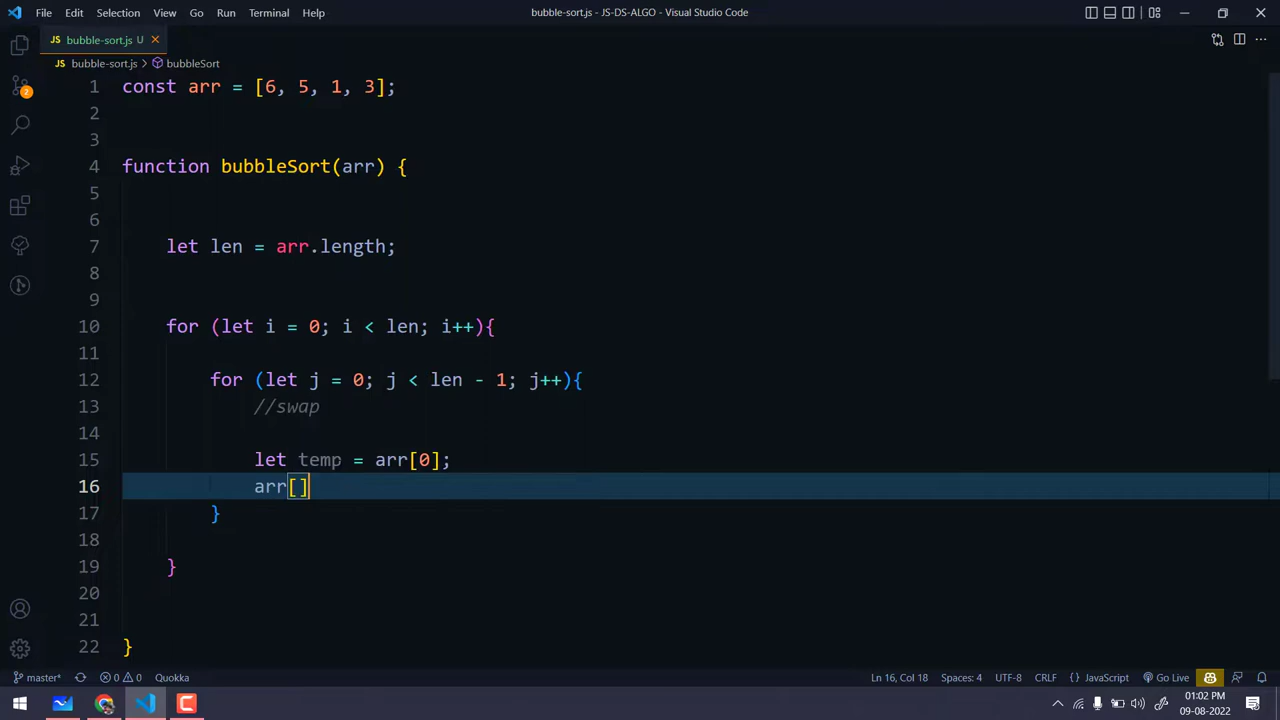 File Edit Selection View Go Run Terminal Help bubble-sort.js - JS-DS-ALGO - Visual Studio Code
JS bubble-sort.js U
JS bubble-sort.js > bubbleSort
1 const arr = [6, 5, 1, 3];
2
2
3
4 function bubbleSort(arr) {
5
6
7 let len = arr.length;
8
9
10 for (let i = 0; i < len; i++){
11
12 for (let j = 0; j < len - 1; j++){
13 //swap
14
15 let temp = arr[0];
16 arr[]
17 }
18
19 }
20
21
22 }
master* 0 0 Quokka Ln 16, Col 18 Spaces: 4 UTF-8 CRLF {} JavaScript Go Live
01:02 PM
09-08-2022